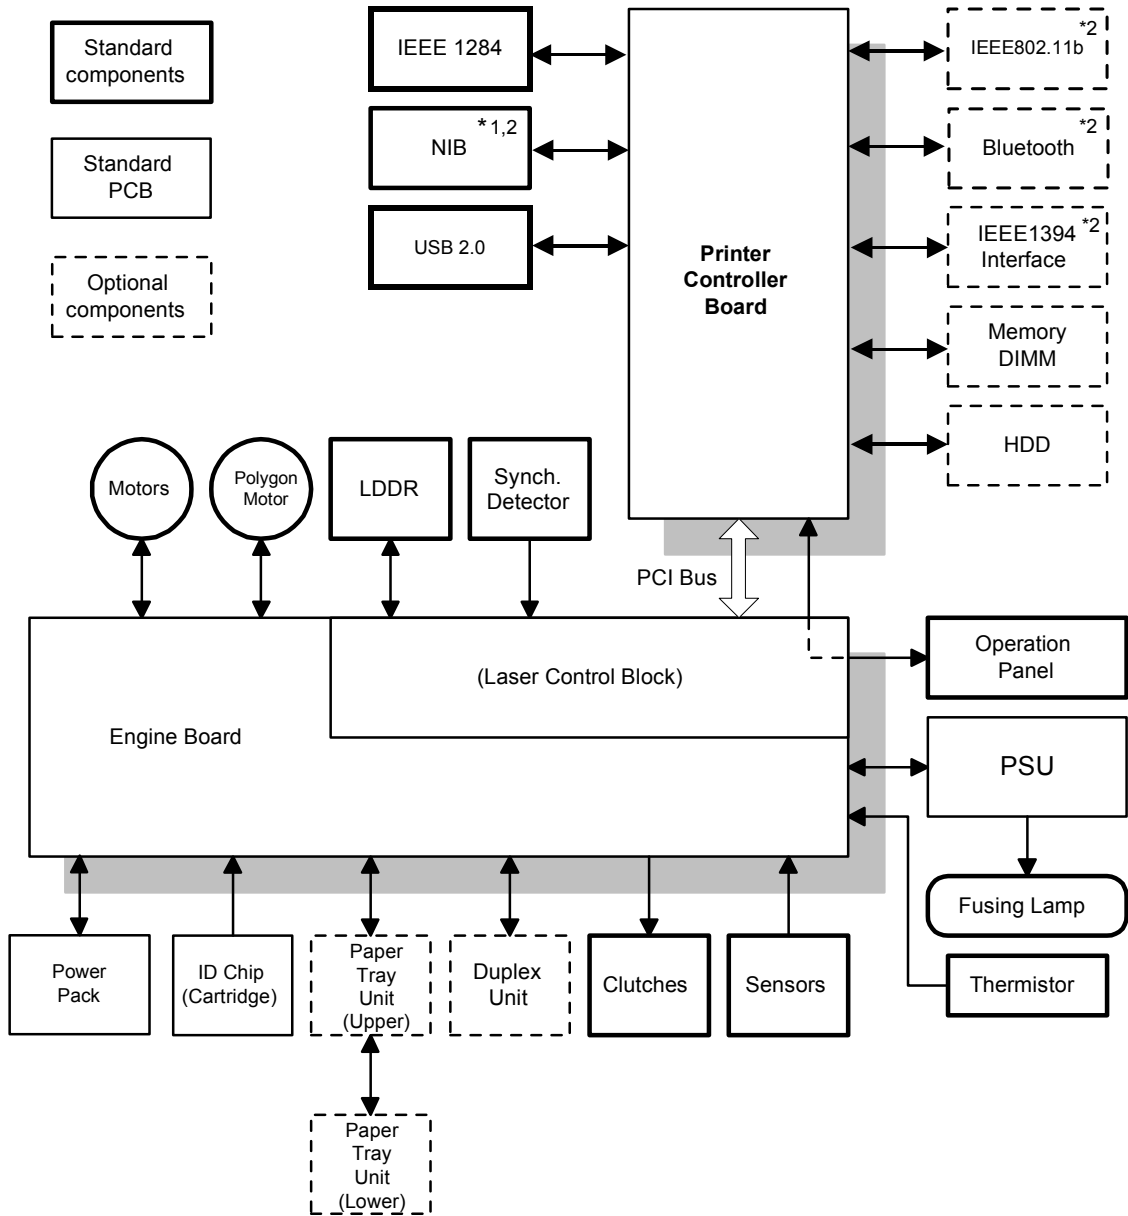 Standard
components
Standard
PCB
Optional
components
IEEE 1284
NIB *1,2
USB 2.0
Printer
Controller
Board
IEEE802.11b *2
Bluetooth *2
IEEE1394 *2
Interface
Memory
DIMM
HDD
Motors
Polygon
Motor
LDDR
Synch.
Detector
PCI Bus
(Laser Control Block)
Engine Board
Operation
Panel
PSU
Fusing Lamp
Thermistor
Power
Pack
ID Chip
(Cartridge)
Paper
Tray
Unit
(Upper)
Duplex
Unit
Clutches
Sensors
Paper
Tray
Unit
(Lower)